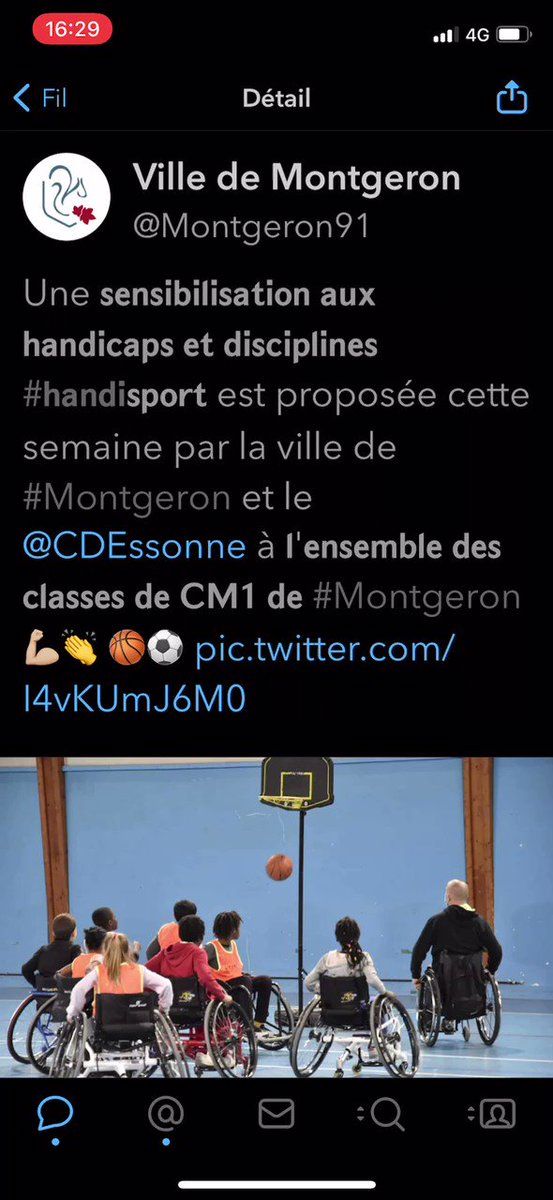 16:29
4G
Fil
Détail
Ville de Montgeron
@Montgeron91
Une sensibilisation aux
handicaps et disciplines
#handisport est proposée cette
semaine par la ville de
#Montgeron et le
@CDEssonne à l'ensemble des
classes de CM1 de #Montgeron
💪🏼👏 🏀⚽ pic.twitter.com/
I4vKUmJ6M0